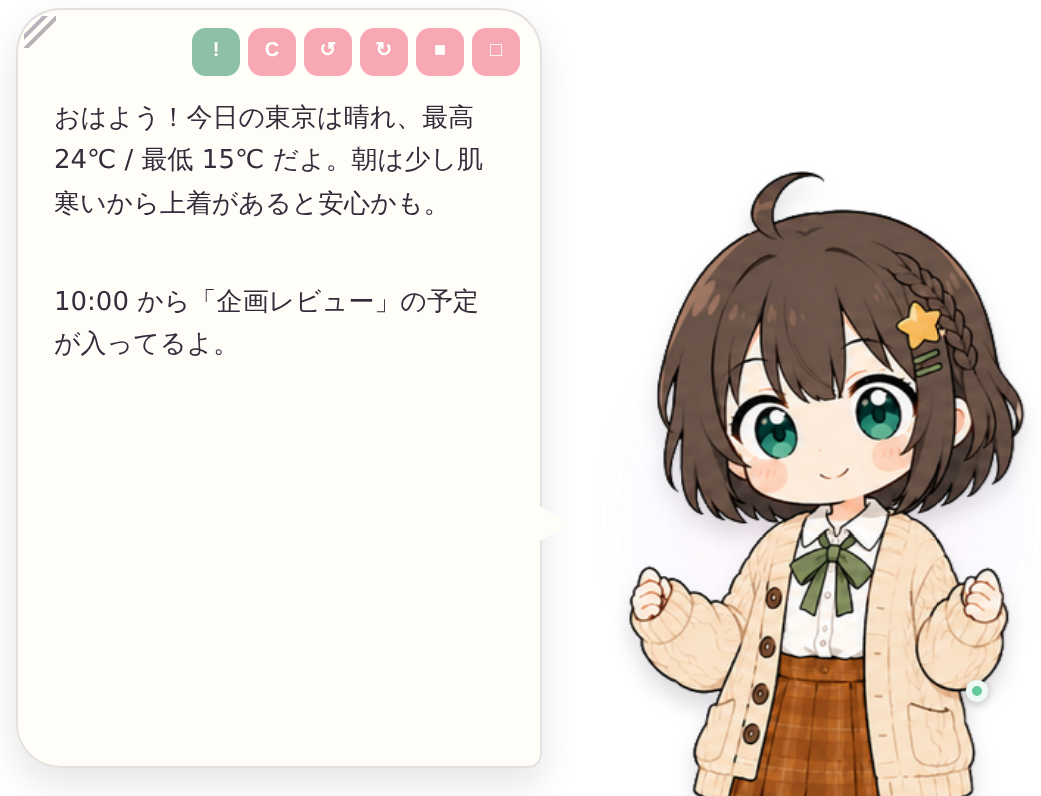 ! C ↺ ↻ ■ □
おはよう！今日の東京は晴れ、最高
24℃ / 最低 15℃ だよ。朝は少し肌
寒いから上着があると安心かも。
10:00 から「企画レビュー」の予定
が入ってるよ。